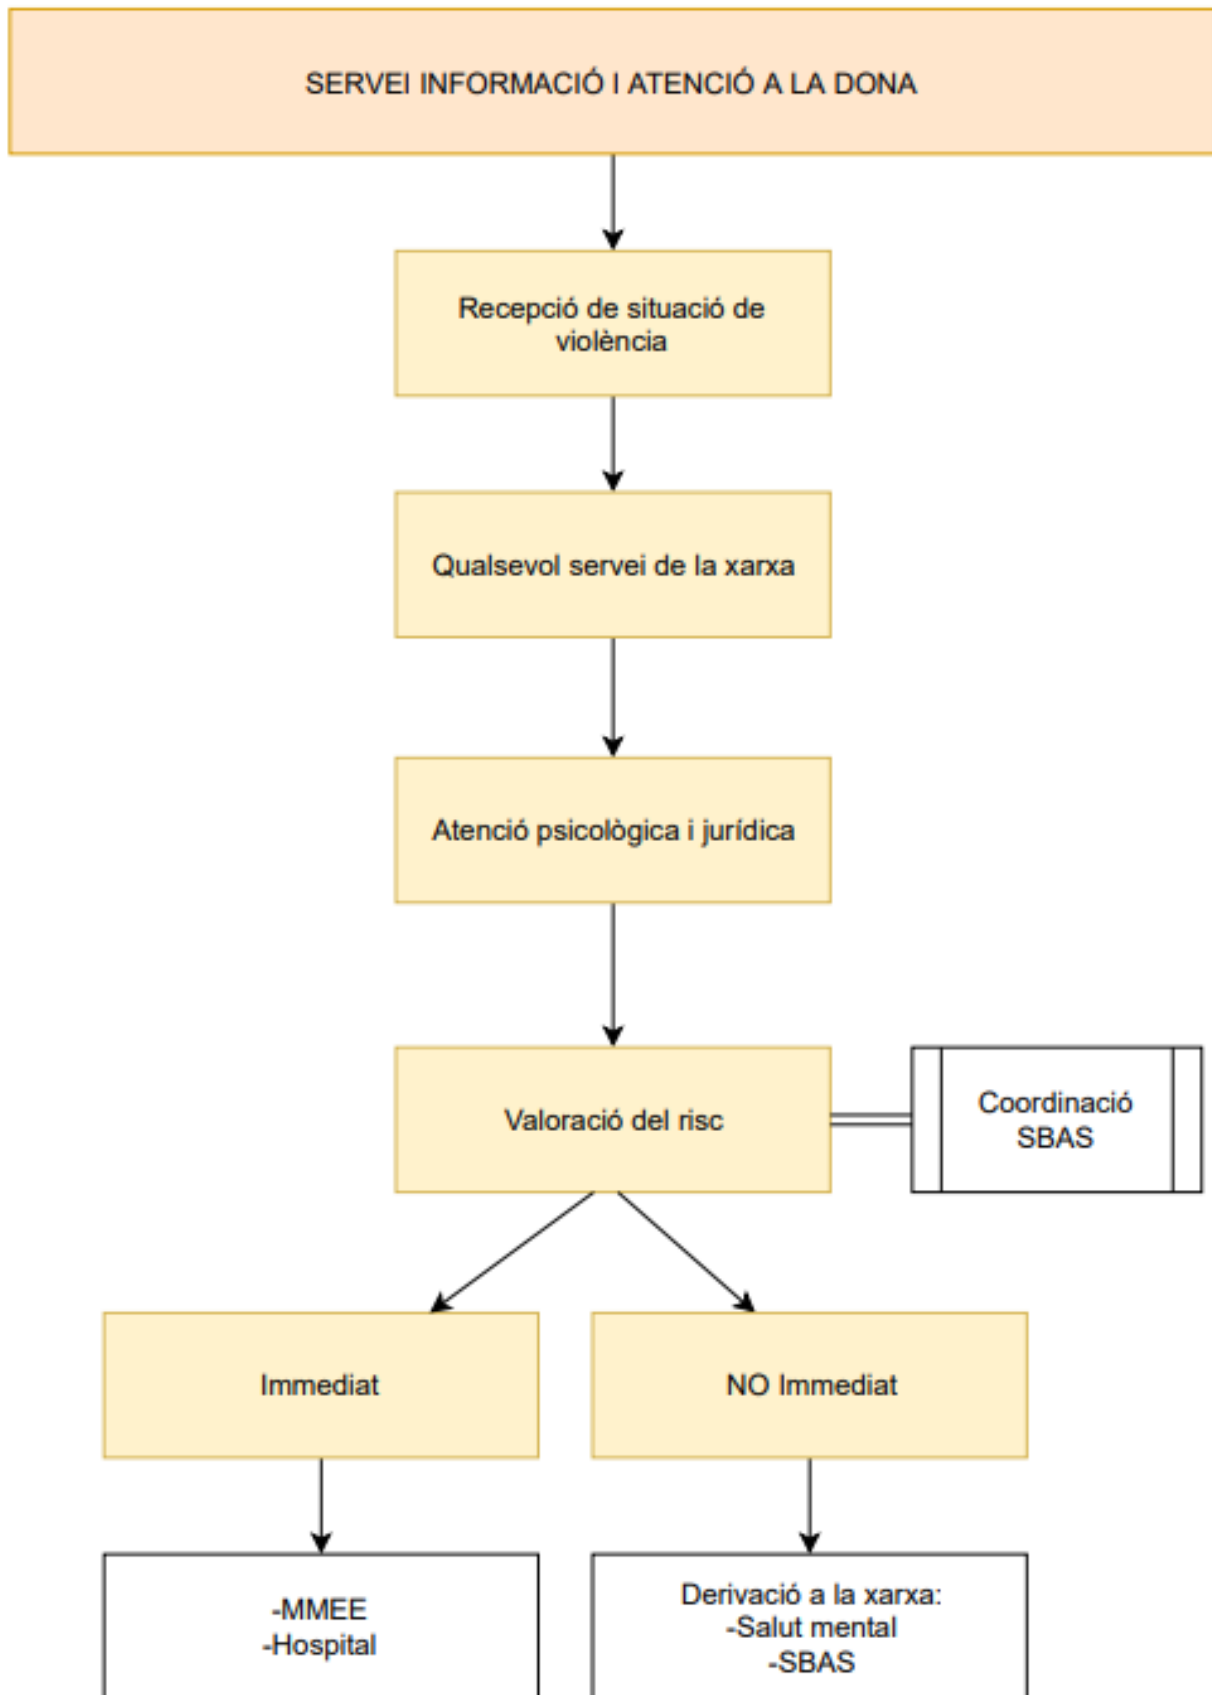 SERVEI INFORMACIÓ I ATENCIÓ A LA DONA
Recepció de situació de
violència
Qualsevol servei de la xarxa
Atenció psicològica i jurídica
Valoració del risc
Coordinació
SBAS
Immediat
NO Immediat
-MMEE
-Hospital
Derivació a la xarxa:
-Salut mental
-SBAS